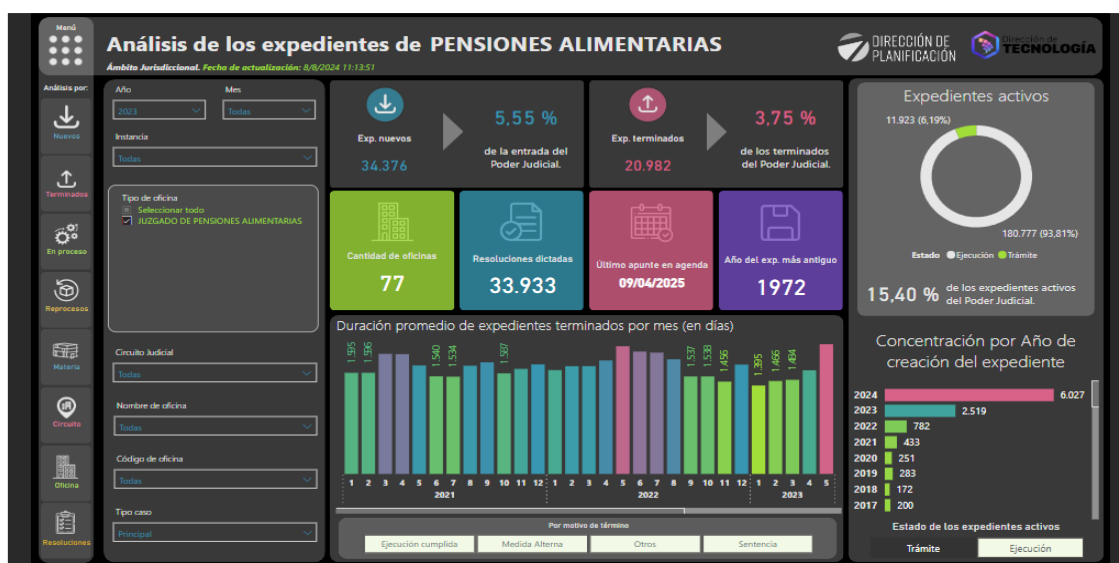 Menú
Análisis de los expedientes de PENSIONES ALIMENTARIAS
Ámbito Jurisdiccional. Fecha de actualización: 8/8/2024 11:13:51
DIRECCIÓN DE
PLANIFICACIÓN
Dirección de
TECNOLOGÍA
Análisis por:
Nuevos
Terminados
En proceso
Reprocesos
Materia
Circuito
Oficina
Resoluciones
Año
Mes
2023
Todas
Instancia
Todas
Tipo de oficina
Seleccionar todo
JUZGADO DE PENSIONES ALIMENTARIAS
Circuito Judicial
Todas
Nombre de oficina
Todas
Código de oficina
Todas
Tipo caso
Principal
Exp. nuevos
34.376
5,55 %
de la entrada del
Poder Judicial.
Exp. terminados
20.982
3,75 %
de los terminados
del Poder Judicial.
Cantidad de oficinas
77
Resoluciones dictadas
33.933
Último apunte en agenda
09/04/2025
Año del exp. más antiguo
1972
Duración promedio de expedientes terminados por mes (en días)
1.595 1.596 1.540 1.534 1.587 1.537 1.538 1.456 1.395 1.466 1.484
1 2 3 4 5 6 7 8 9 10 11 12 1 2 3 4 5 6 7 8 9 10 11 12 1 2 3 4 5
2021 2022 2023
Por motivo de término
Ejecución cumplida
Medida Alterna
Otros
Sentencia
Expedientes activos
11.923 (6,19%)
180.777 (93,81%)
Estado Ejecución Trámite
15,40 % de los expedientes activos
del Poder Judicial.
Concentración por Año de
creación del expediente
2024 6.027
2023 2.519
2022 782
2021 433
2020 251
2019 283
2018 172
2017 200
Estado de los expedientes activos
Trámite
Ejecución